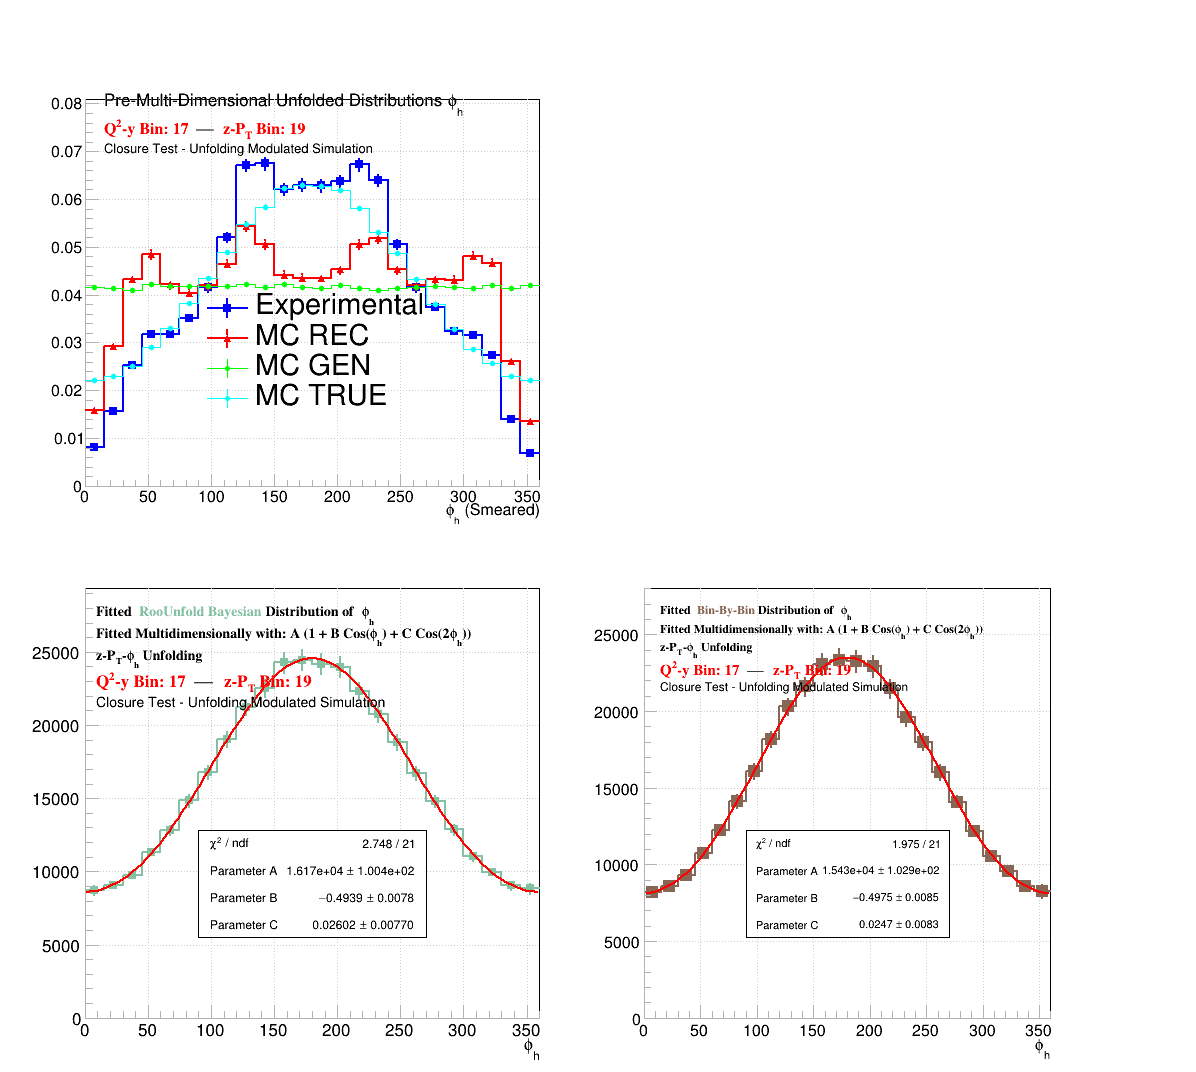 Pre-Multi-Dimensional Unfolded Distributions ϕh
Q²-y Bin: 17 — z-PT Bin: 19
Closure Test - Unfolding Modulated Simulation
0.08
0.07
0.06
0.05
0.04
0.03
0.02
0.01
0
Experimental
MC REC
MC GEN
MC TRUE
0 50 100 150 200 250 300 350
ϕh (Smeared)
Fitted RooUnfold Bayesian Distribution of ϕh
Fitted Multidimensionally with: A (1 + B Cos(ϕh) + C Cos(2ϕh))
z-PT-ϕh Unfolding
Q²-y Bin: 17 — z-PT Bin: 19
Closure Test - Unfolding Modulated Simulation
25000
20000
15000
10000
5000
0
χ² / ndf 2.748 / 21
Parameter A 1.617e+04 ± 1.004e+02
Parameter B −0.4939 ± 0.0078
Parameter C 0.02602 ± 0.00770
0 50 100 150 200 250 300 350
ϕh
Fitted Bin-By-Bin Distribution of ϕh
Fitted Multidimensionally with: A (1 + B Cos(ϕh) + C Cos(2ϕh))
z-PT-ϕh Unfolding
Q²-y Bin: 17 — z-PT Bin: 19
Closure Test - Unfolding Modulated Simulation
25000
20000
15000
10000
5000
0
χ² / ndf 1.975 / 21
Parameter A 1.543e+04 ± 1.029e+02
Parameter B −0.4975 ± 0.0085
Parameter C 0.0247 ± 0.0083
0 50 100 150 200 250 300 350
ϕh